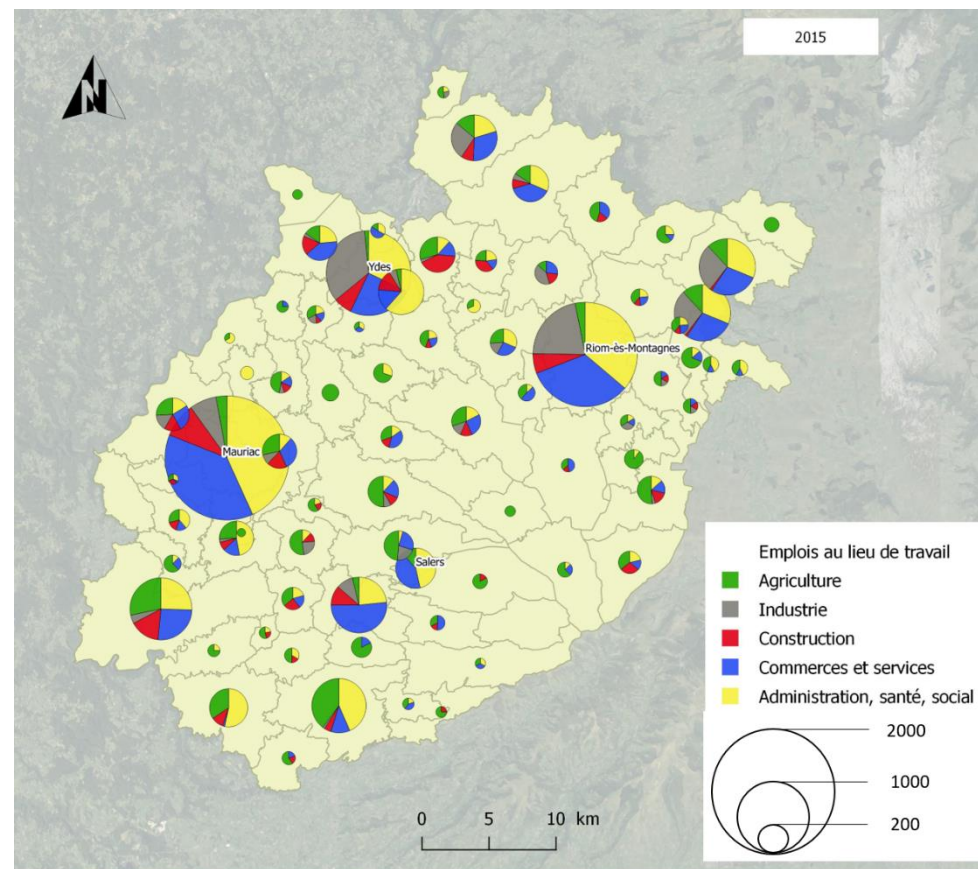 2015
N
Ydes
Riom-ès-Montagnes
Mauriac
Salers
Emplois au lieu de travail
Agriculture
Industrie
Construction
Commerces et services
Administration, santé, social
2000
1000
200
0 5 10 km